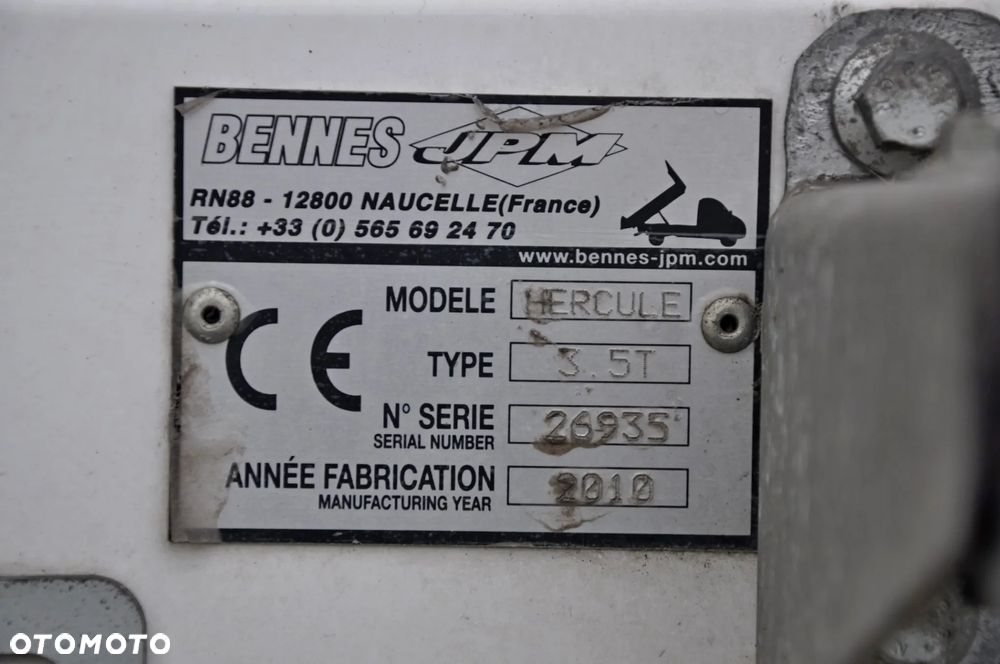 BENNES JPM
RN88 - 12800 NAUCELLE(France)
Tél.: +33 (0) 565 69 24 70
www.bennes-jpm.com
MODELE HERCULE
TYPE 3.5T
N° SERIE 26935
SERIAL NUMBER
ANNÉE FABRICATION 2010
MANUFACTURING YEAR
CE
OTOMOTO